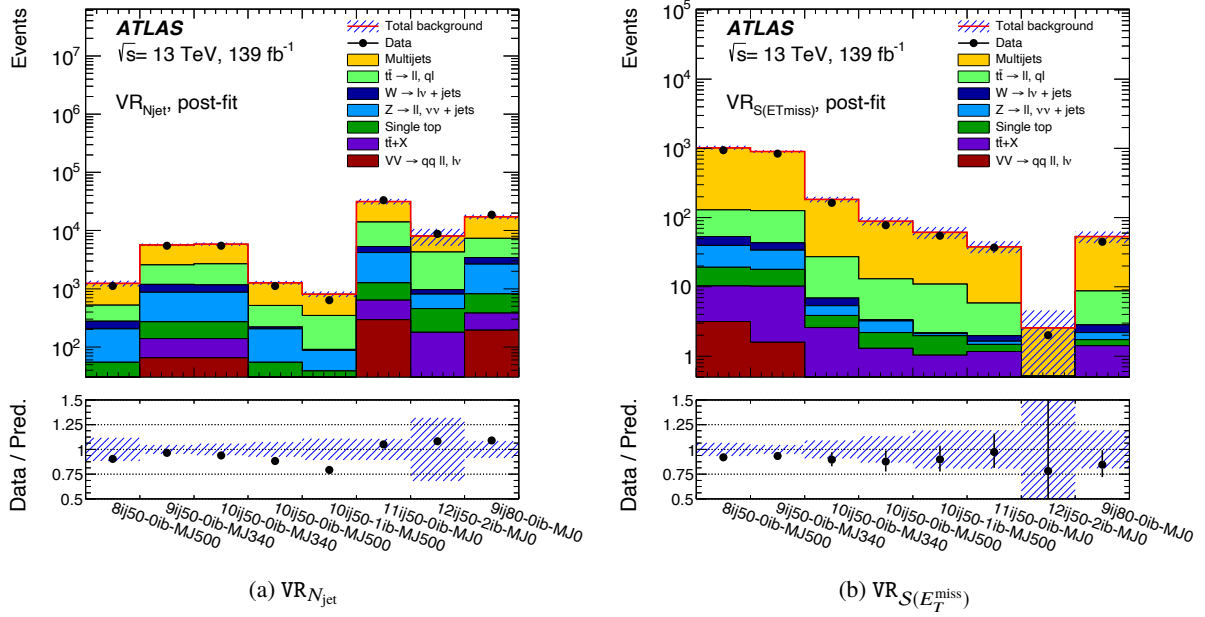 Events
10⁷
10⁶
10⁵
10⁴
10³
10²
ATLAS
√s= 13 TeV, 139 fb⁻¹
VR_Njet, post-fit
Total background
Data
Multijets
tt̄ → ll, ql
W → lν + jets
Z → ll, νν + jets
Single top
tt̄+X
VV → qq ll, lν
Data / Pred.
1.5
1.25
1
0.75
0.5
8ij50-0ib-MJ500
9ij50-0ib-MJ340
10ij50-0ib-MJ340
10ij50-0ib-MJ500
10ij50-1ib-MJ500
11ij50-0ib-MJ0
12ij50-2ib-MJ0
9ij80-0ib-MJ0
(a) VR_{N_jet}
Events
10⁵
10⁴
10³
10²
10
1
ATLAS
√s= 13 TeV, 139 fb⁻¹
VR_S(ETmiss), post-fit
Total background
Data
Multijets
tt̄ → ll, ql
W → lν + jets
Z → ll, νν + jets
Single top
tt̄+X
VV → qq ll, lν
Data / Pred.
1.5
1.25
1
0.75
0.5
8ij50-0ib-MJ500
9ij50-0ib-MJ340
10ij50-0ib-MJ340
10ij50-0ib-MJ500
10ij50-1ib-MJ500
11ij50-0ib-MJ0
12ij50-2ib-MJ0
9ij80-0ib-MJ0
(b) VR_{S(E_T^miss)}